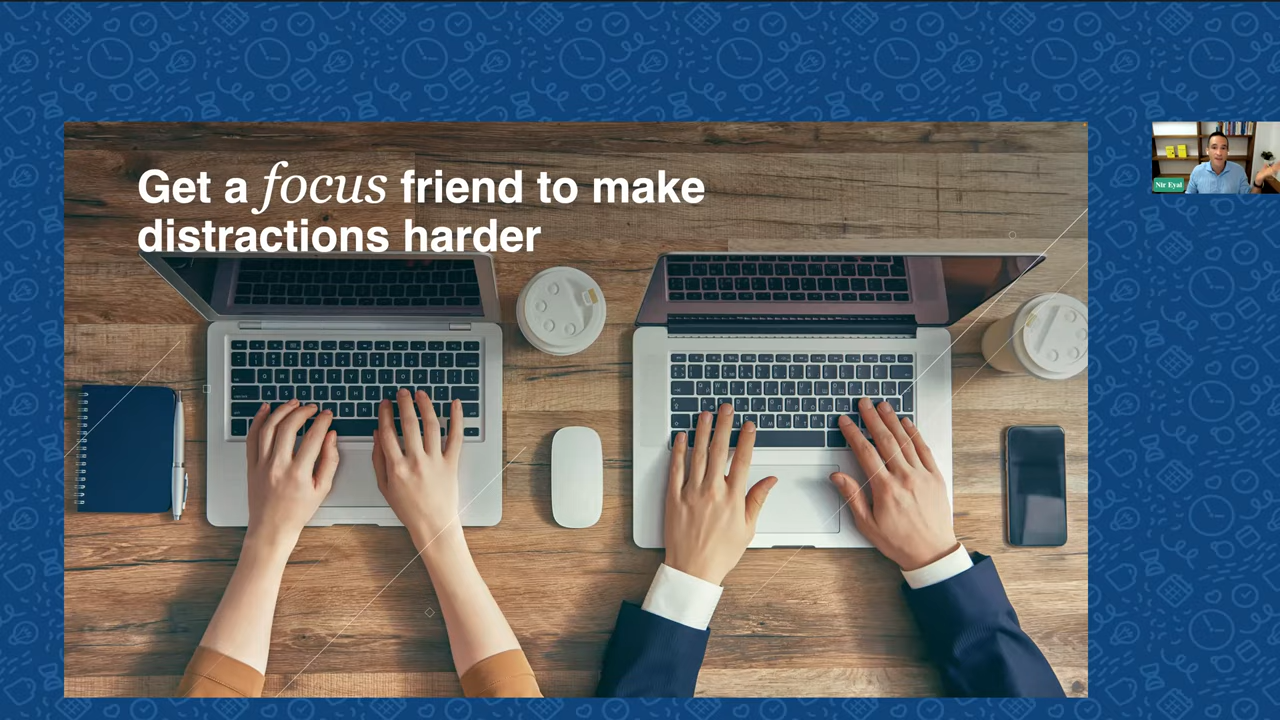 Get a focus friend to make
distractions harder
Nir Eyal